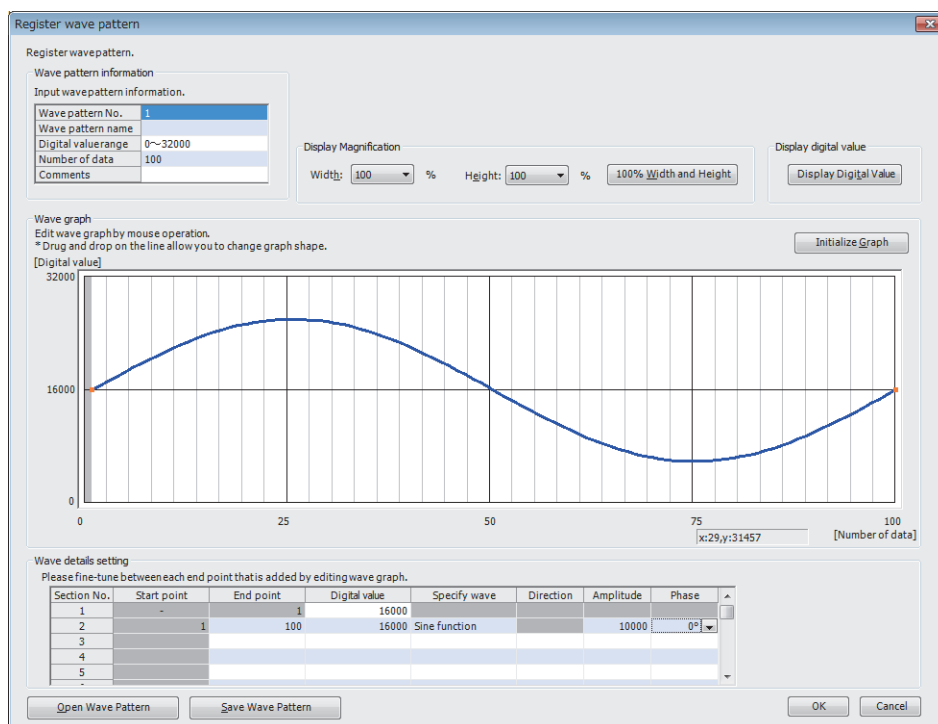 Register wave pattern
Register wave pattern.
Wave pattern information
Input wave pattern information.
Wave pattern No. 1
Wave pattern name
Digital value range 0～32000
Number of data 100
Comments
Display Magnification
Width: 100 % Height: 100 % 100% Width and Height
Display digital value
Display Digital Value
Wave graph
Edit wave graph by mouse operation.
* Drug and drop on the line allow you to change graph shape.
Initialize Graph
[Digital value]
32000
16000
0
0 25 50 75 100
x:29,y:31457 [Number of data]
Wave details setting
Please fine-tune between each end point that is added by editing wave graph.
Section No. Start point End point Digital value Specify wave Direction Amplitude Phase
1 - 1 16000
2 1 100 16000 Sine function 10000 0°
3
4
5
Open Wave Pattern Save Wave Pattern OK Cancel